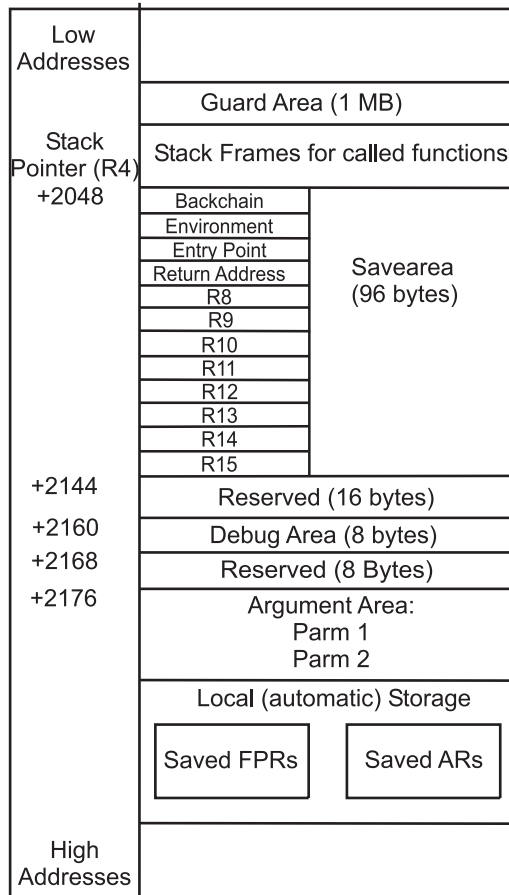 Low
Addresses
Guard Area (1 MB)
Stack
Pointer (R4)
+2048
Stack Frames for called functions
Backchain
Environment
Entry Point
Return Address
R8
R9
R10
R11
R12
R13
R14
R15
Savearea
(96 bytes)
+2144
Reserved (16 bytes)
+2160
Debug Area (8 bytes)
+2168
Reserved (8 Bytes)
+2176
Argument Area:
Parm 1
Parm 2
Local (automatic) Storage
Saved FPRs
Saved ARs
High
Addresses